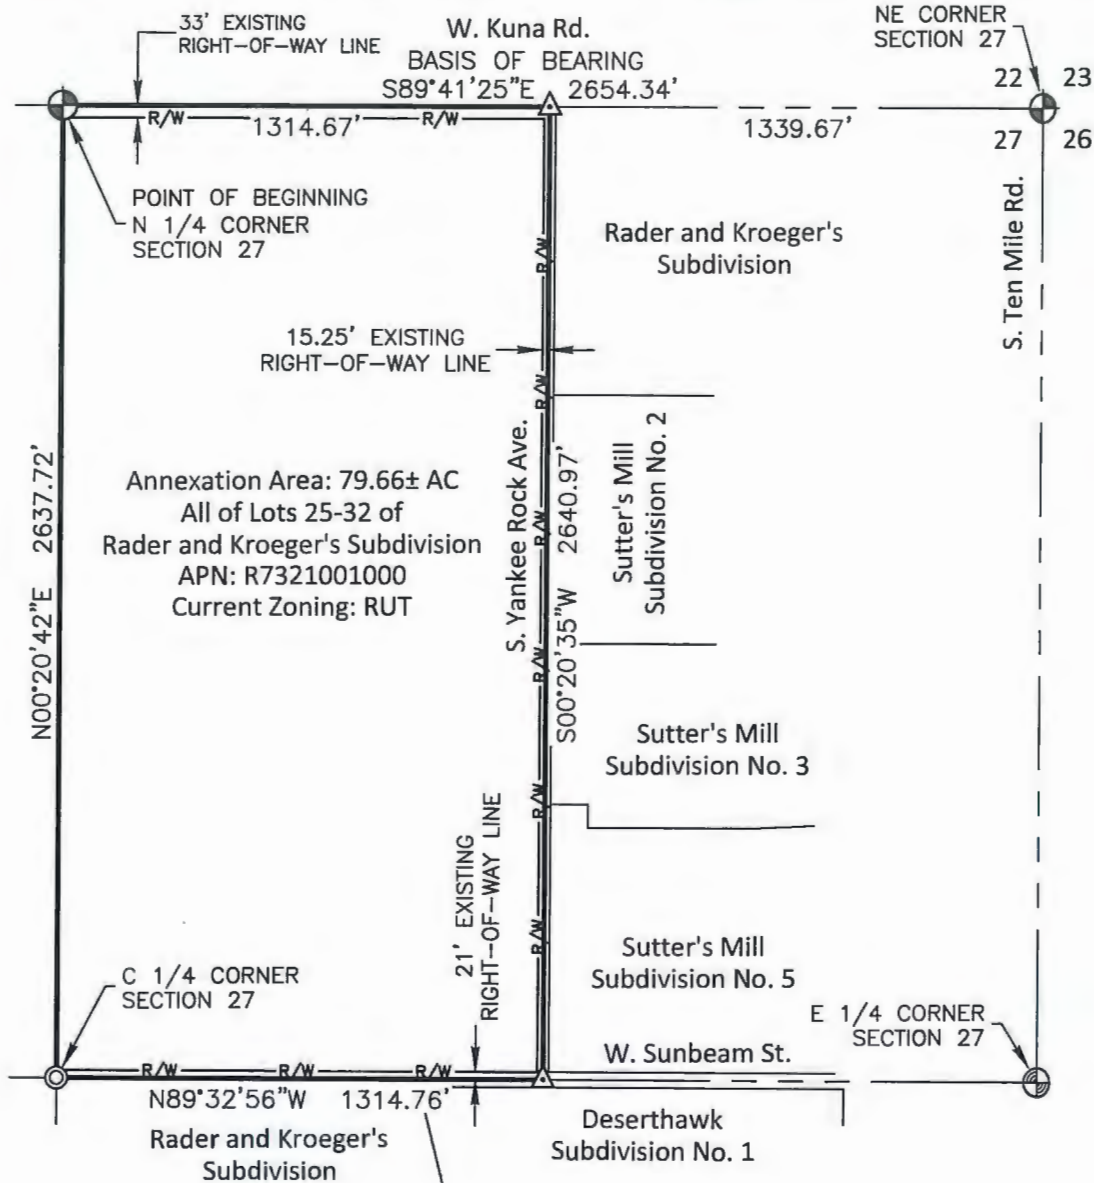 33' EXISTING
RIGHT-OF-WAY LINE
W. Kuna Rd.
BASIS OF BEARING
S89°41'25"E 2654.34'
NE CORNER
SECTION 27
22 23
27 26
R/W 1314.67' R/W
1339.67'
POINT OF BEGINNING
N 1/4 CORNER
SECTION 27
Rader and Kroeger's
Subdivision
S. Ten Mile Rd.
R/W
15.25' EXISTING
RIGHT-OF-WAY LINE
R/W
N00°20'42"E 2637.72'
Annexation Area: 79.66± AC
All of Lots 25-32 of
Rader and Kroeger's Subdivision
APN: R7321001000
Current Zoning: RUT
S. Yankee Rock Ave.
R/W
S00°20'35"W 2640.97'
Sutter's Mill
Subdivision No. 2
R/W
Sutter's Mill
Subdivision No. 3
R/W
21' EXISTING
RIGHT-OF-WAY LINE
R/W
Sutter's Mill
Subdivision No. 5
C 1/4 CORNER
SECTION 27
E 1/4 CORNER
SECTION 27
W. Sunbeam St.
R/W R/W R/W
N89°32'56"W 1314.76'
Rader and Kroeger's
Subdivision
Deserthawk
Subdivision No. 1